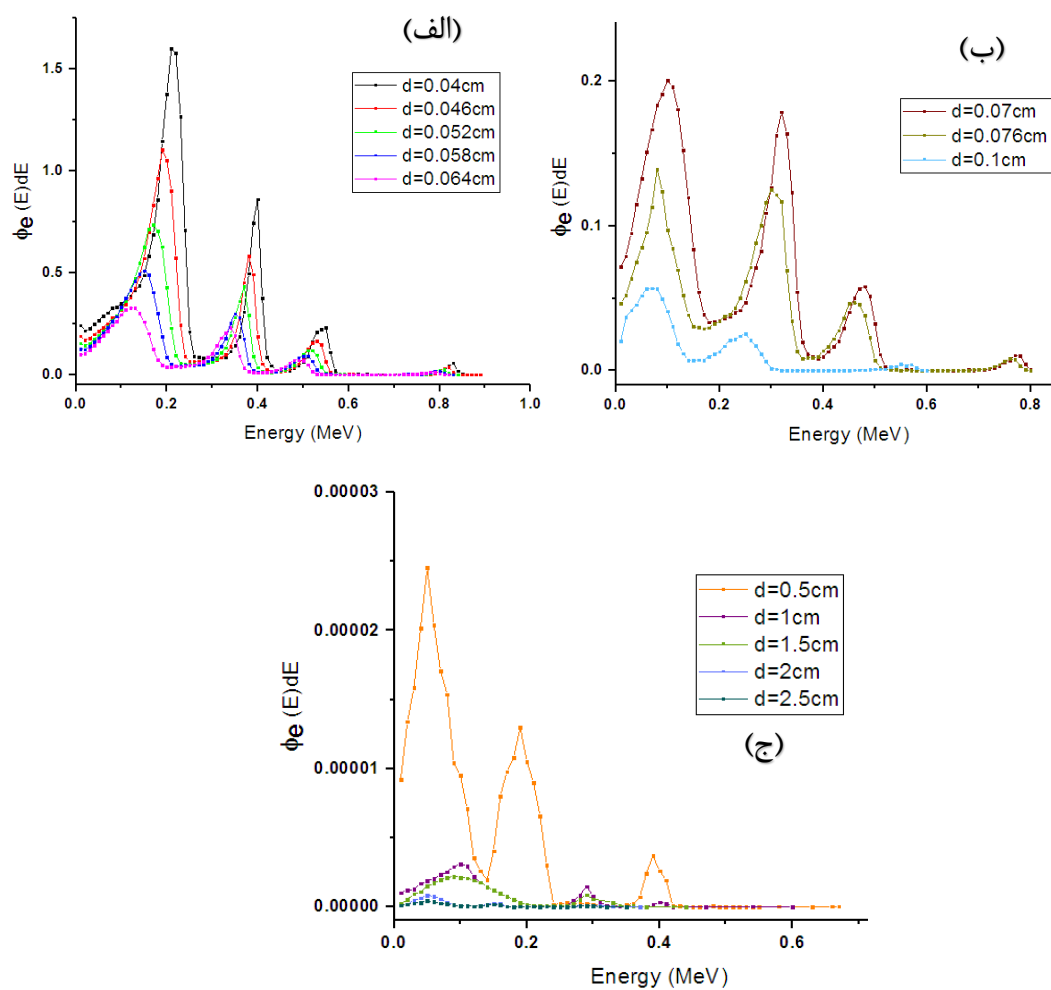 (الف)
ϕe (E)dE
1.5
1.0
0.5
0.0
d=0.04cm
d=0.046cm
d=0.052cm
d=0.058cm
d=0.064cm
0.0 0.2 0.4 0.6 0.8 1.0
Energy (MeV)
(ب)
ϕe (E)dE
0.2
0.1
0.0
d=0.07cm
d=0.076cm
d=0.1cm
0.0 0.2 0.4 0.6 0.8
Energy (MeV)
ϕe (E)dE
0.00003
0.00002
0.00001
0.00000
d=0.5cm
d=1cm
d=1.5cm
d=2cm
d=2.5cm
(ج)
0.0 0.2 0.4 0.6
Energy (MeV)